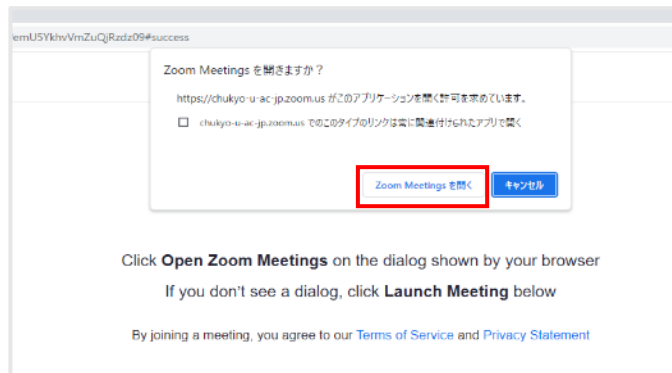 emU5YkhvVmZuQjRzdz09#success
Zoom Meetings を開きますか？
https://chukyo-u-ac-jp.zoom.us がこのアプリケーションを開く許可を求めています。
chukyo-u-ac-jp.zoom.us でのこのタイプのリンクは常に関連付けられたアプリで開く
Zoom Meetings を開く キャンセル
Click Open Zoom Meetings on the dialog shown by your browser
If you don't see a dialog, click Launch Meeting below
By joining a meeting, you agree to our Terms of Service and Privacy Statement